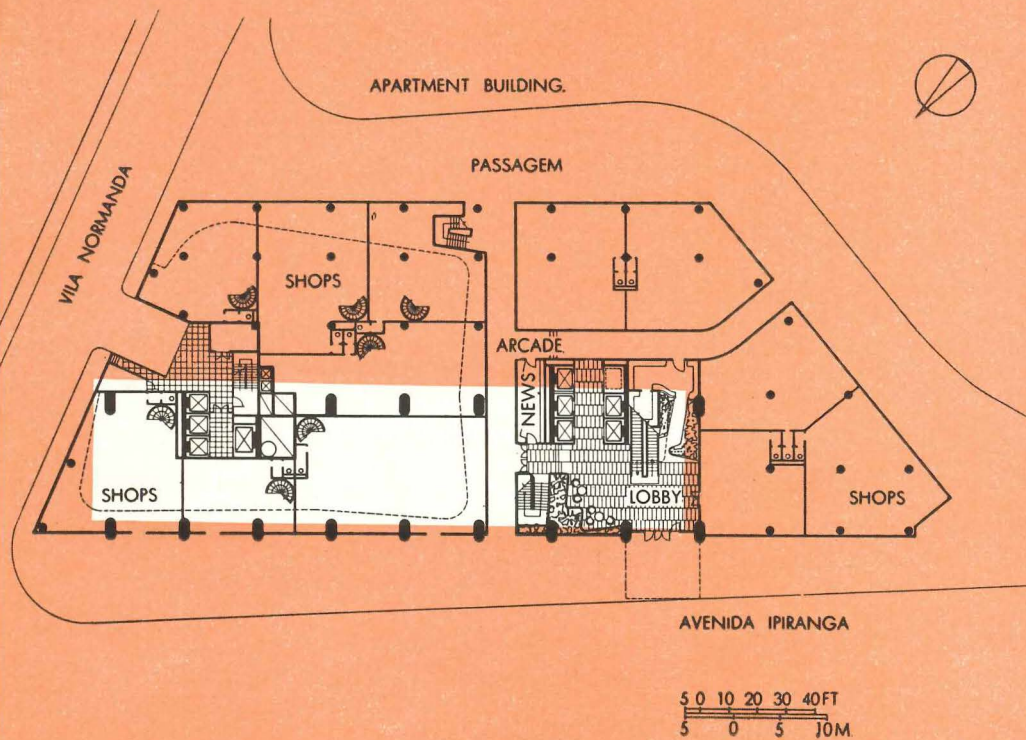 APARTMENT BUILDING.
PASSAGEM
VILA NORMANDA
SHOPS
ARCADE
NEWS
SHOPS
LOBBY
SHOPS
AVENIDA IPIRANGA
5 0 10 20 30 40FT
5 0 5 10M